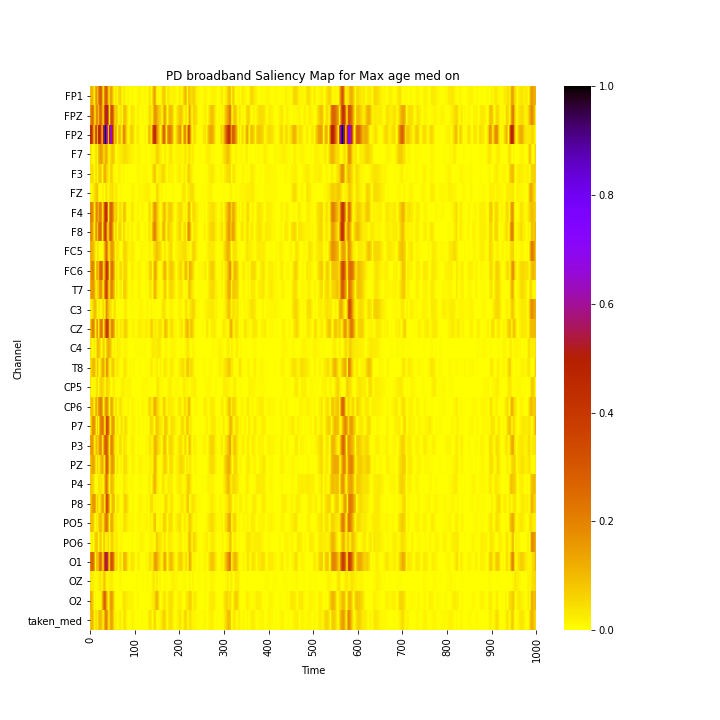 PD broadband Saliency Map for Max age med on
Channel
FP1
FPZ
FP2
F7
F3
FZ
F4
F8
FC5
FC6
T7
C3
CZ
C4
T8
CP5
CP6
P7
P3
PZ
P4
P8
PO5
PO6
O1
OZ
O2
taken_med
0 100 200 300 400 500 600 700 800 900 1000
Time
1.0
0.8
0.6
0.4
0.2
0.0